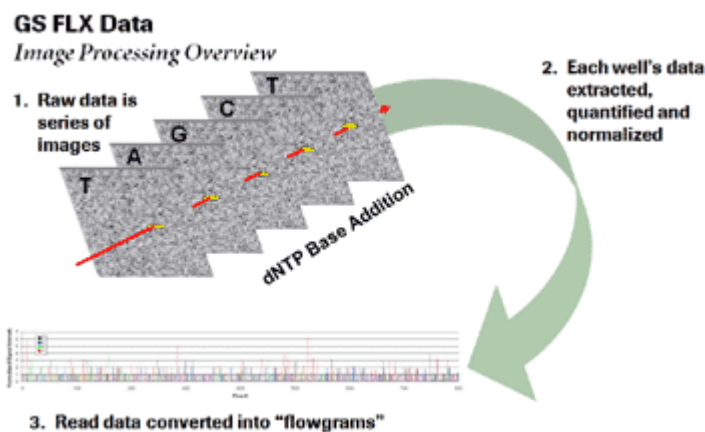 GS FLX Data
Image Processing Overview
1. Raw data is
series of
images
T
A
G
C
T
dNTP Base Addition
2. Each well's data
extracted,
quantified and
normalized
3. Read data converted into "flowgrams"